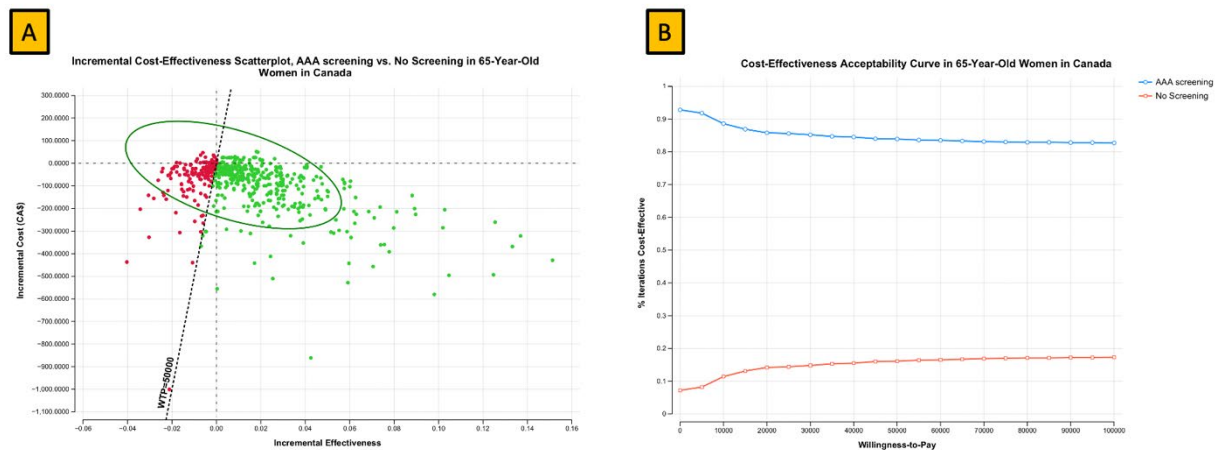 A
Incremental Cost-Effectiveness Scatterplot, AAA screening vs. No Screening in 65-Year-Old
Women in Canada
Incremental Cost (CA$)
300.0000
200.0000
100.0000
0.0000
-100.0000
-200.0000
-300.0000
-400.0000
-500.0000
-600.0000
-700.0000
-800.0000
-900.0000
-1,000.0000
-1,100.0000
WTP=50000
-0.06 -0.04 -0.02 0.00 0.02 0.04 0.06 0.08 0.10 0.12 0.14 0.16
Incremental Effectiveness
B
Cost-Effectiveness Acceptability Curve in 65-Year-Old Women in Canada
AAA screening
No Screening
% Iterations Cost-Effective
1
0.9
0.8
0.7
0.6
0.5
0.4
0.3
0.2
0.1
0
0 10000 20000 30000 40000 50000 60000 70000 80000 90000 100000
Willingness-to-Pay